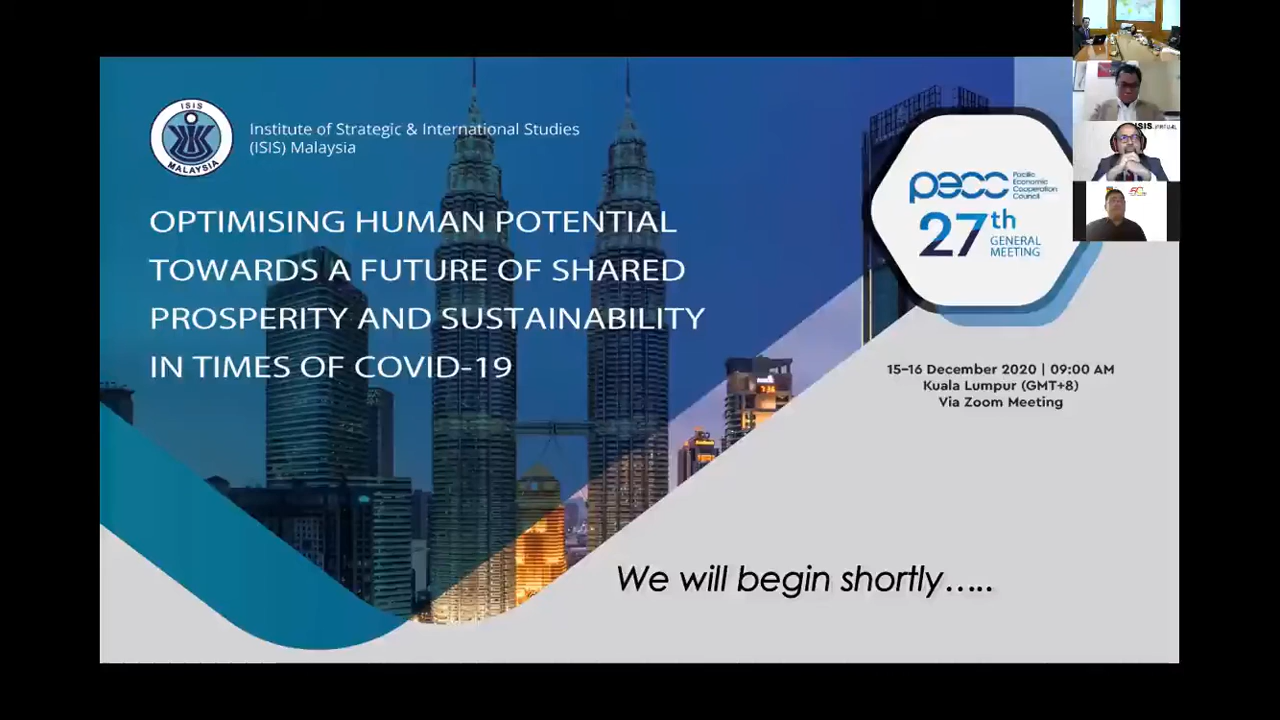 ISIS
MALAYSIA
Institute of Strategic & International Studies
(ISIS) Malaysia
OPTIMISING HUMAN POTENTIAL
TOWARDS A FUTURE OF SHARED
PROSPERITY AND SUSTAINABILITY
IN TIMES OF COVID-19
pecc
Pacific
Economic
Cooperation
Council
27th
GENERAL
MEETING
15–16 December 2020 | 09:00 AM
Kuala Lumpur (GMT+8)
Via Zoom Meeting
We will begin shortly…..
ISIS VIRTUAL